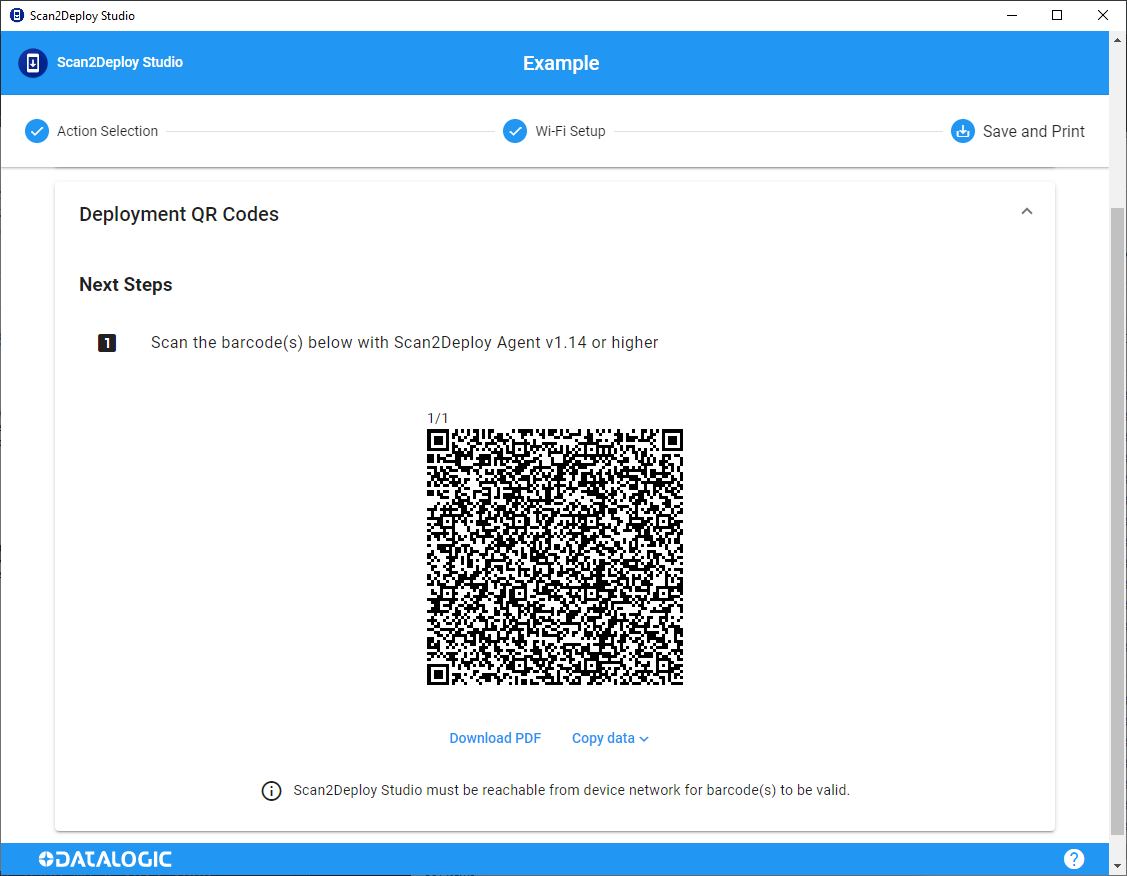 Scan2Deploy Studio
Scan2Deploy Studio
Example
Action Selection
Wi-Fi Setup
Save and Print
Deployment QR Codes
Next Steps
1 Scan the barcode(s) below with Scan2Deploy Agent v1.14 or higher
1/1
Download PDF
Copy data
Scan2Deploy Studio must be reachable from device network for barcode(s) to be valid.
DATALOGIC